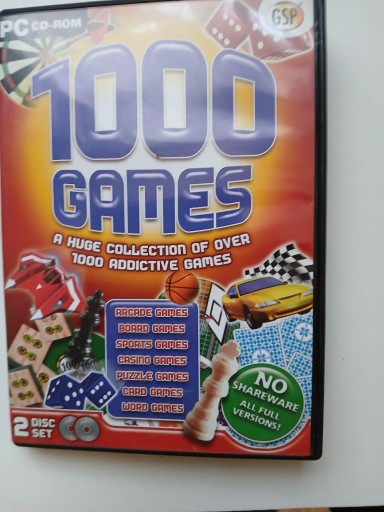 PC CD-ROM
GSP
1000
GAMES
A HUGE COLLECTION OF OVER
1000 ADDICTIVE GAMES
ARCADE GAMES
BOARD GAMES
SPORTS GAMES
CASINO GAMES
PUZZLE GAMES
CARD GAMES
WORD GAMES
NO
SHAREWARE
ALL FULL
VERSIONS!
2 DISC
SET